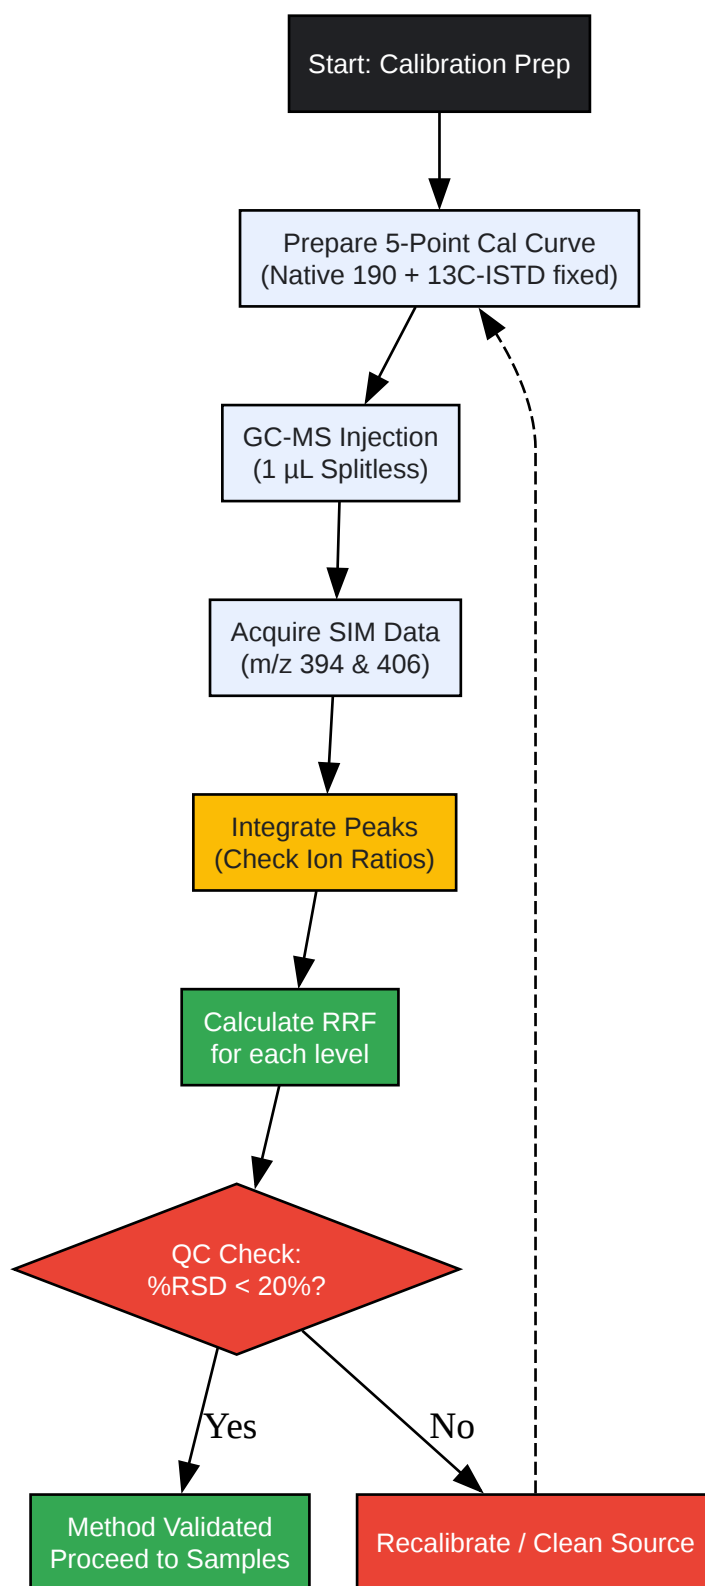 Start: Calibration Prep
Prepare 5-Point Cal Curve
(Native 190 + 13C-ISTD fixed)
GC-MS Injection
(1 µL Splitless)
Acquire SIM Data
(m/z 394 & 406)
Integrate Peaks
(Check Ion Ratios)
Calculate RRF
for each level
QC Check:
%RSD < 20%?
Yes
No
Method Validated
Proceed to Samples
Recalibrate / Clean Source